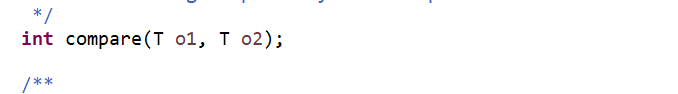 */
int compare(T o1, T o2);
/**